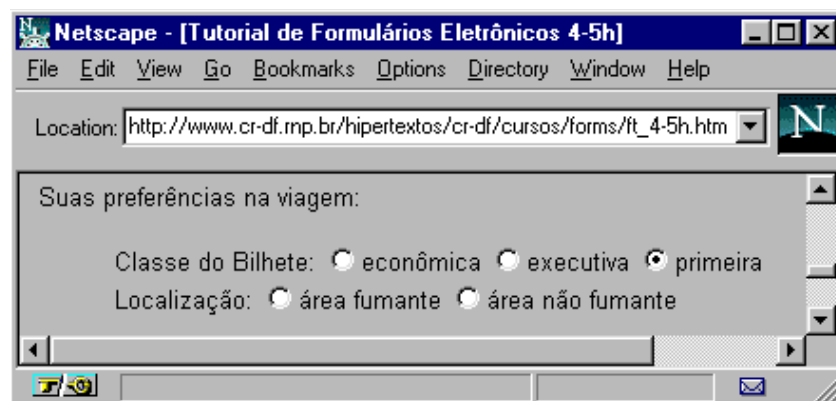 Netscape - [Tutorial de Formulários Eletrônicos 4-5h]
File Edit View Go Bookmarks Options Directory Window Help
Location: http://www.cr-df.rnp.br/hipertextos/cr-df/cursos/forms/ft_4-5h.htm
N
Suas preferências na viagem:
Classe do Bilhete: econômica executiva primeira
Localização: área fumante área não fumante